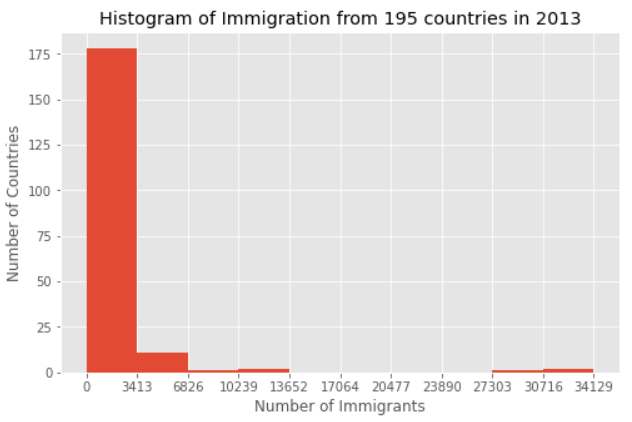 Histogram of Immigration from 195 countries in 2013
Number of Countries
175
150
125
100
75
50
25
0
0 3413 6826 10239 13652 17064 20477 23890 27303 30716 34129
Number of Immigrants